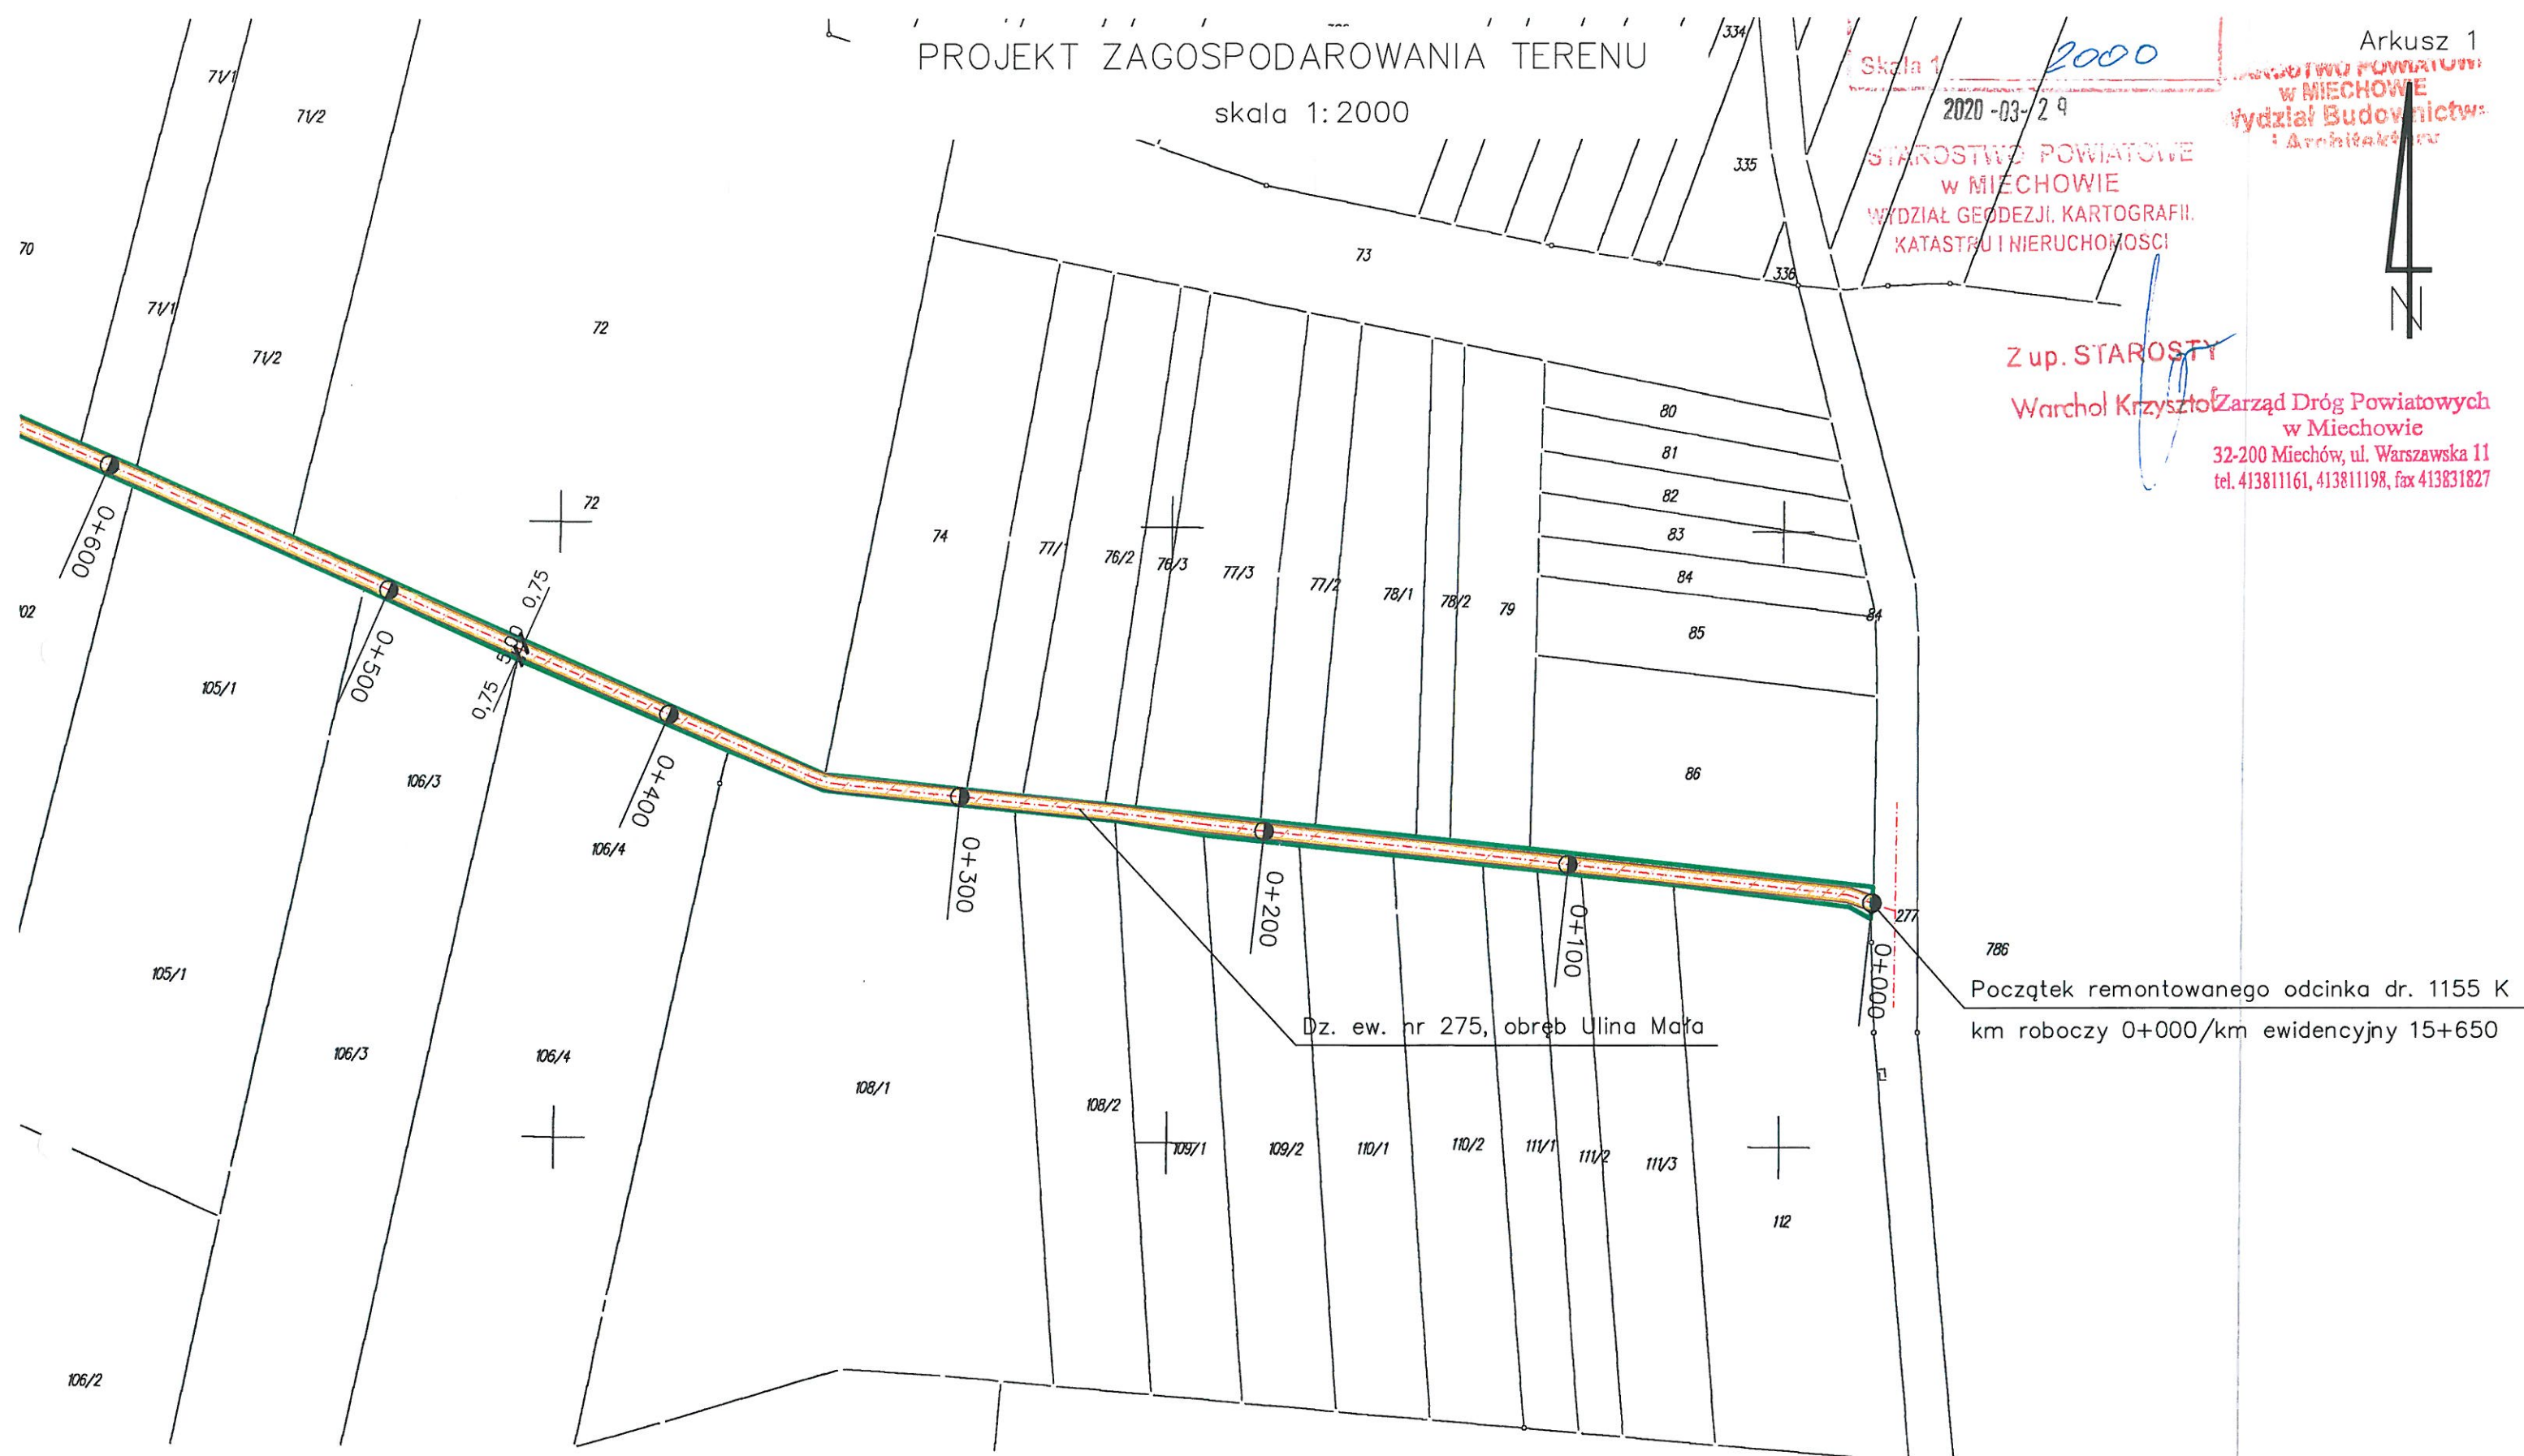 PROJEKT ZAGOSPODAROWANIA TERENU
skala 1:2000
Arkusz 1
Skala 1 2000
2020 -03- 29
w MIECHOWIE
Wydział Budownictwa
i Architektury
STAROSTWO POWIATOWE
w MIECHOWIE
WYDZIAŁ GEODEZJI, KARTOGRAFII,
KATASTRU I NIERUCHOMOŚCI
Z up. STAROSTY
Warchoł Krzysztof
Zarząd Dróg Powiatowych
w Miechowie
32-200 Miechów, ul. Warszawska 11
tel. 413811161, 413811198, fax 413831827
N
334
335
336
71/1
71/2
70
71/1
71/2
72
73
72
74
77/1
76/2
76/3
77/3
77/2
78/1
78/2
79
80
81
82
83
84
84
85
86
0+600
0+500
0,75
5,00
0,75
0+400
0+300
0+200
0+100
0+000
277
786
Początek remontowanego odcinka dr. 1155 K
km roboczy 0+000/km ewidencyjny 15+650
Dz. ew. nr 275, obręb Ulina Mała
105/1
106/3
106/4
105/1
106/3
106/4
108/1
108/2
109/1
109/2
110/1
110/2
111/1
111/2
111/3
112
106/2